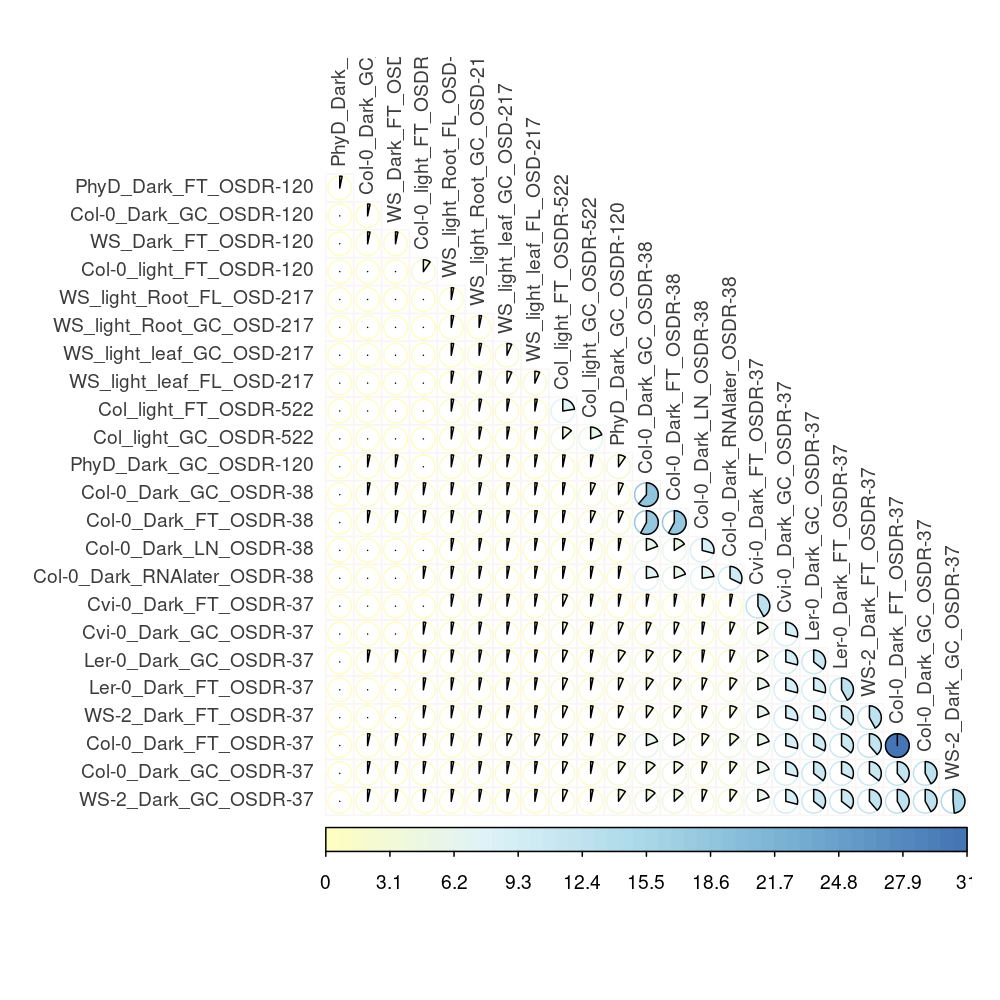 PhyD_Dark_
Col-0_Dark_GC
WS_Dark_FT_OSD
Col-0_light_FT_OSDR
WS_light_Root_FL_OSD-
WS_light_Root_GC_OSD-21
WS_light_leaf_GC_OSD-217
WS_light_leaf_FL_OSD-217
Col_light_FT_OSDR-522
Col_light_GC_OSDR-522
PhyD_Dark_GC_OSDR-120
Col-0_Dark_GC_OSDR-38
Col-0_Dark_FT_OSDR-38
Col-0_Dark_LN_OSDR-38
Col-0_Dark_RNAlater_OSDR-38
Cvi-0_Dark_FT_OSDR-37
Cvi-0_Dark_GC_OSDR-37
Ler-0_Dark_GC_OSDR-37
Ler-0_Dark_FT_OSDR-37
WS-2_Dark_FT_OSDR-37
Col-0_Dark_FT_OSDR-37
Col-0_Dark_GC_OSDR-37
WS-2_Dark_GC_OSDR-37
PhyD_Dark_FT_OSDR-120
Col-0_Dark_GC_OSDR-120
WS_Dark_FT_OSDR-120
Col-0_light_FT_OSDR-120
WS_light_Root_FL_OSD-217
WS_light_Root_GC_OSD-217
WS_light_leaf_GC_OSD-217
WS_light_leaf_FL_OSD-217
Col_light_FT_OSDR-522
Col_light_GC_OSDR-522
PhyD_Dark_GC_OSDR-120
Col-0_Dark_GC_OSDR-38
Col-0_Dark_FT_OSDR-38
Col-0_Dark_LN_OSDR-38
Col-0_Dark_RNAlater_OSDR-38
Cvi-0_Dark_FT_OSDR-37
Cvi-0_Dark_GC_OSDR-37
Ler-0_Dark_GC_OSDR-37
Ler-0_Dark_FT_OSDR-37
WS-2_Dark_FT_OSDR-37
Col-0_Dark_FT_OSDR-37
Col-0_Dark_GC_OSDR-37
WS-2_Dark_GC_OSDR-37
0 3.1 6.2 9.3 12.4 15.5 18.6 21.7 24.8 27.9 31